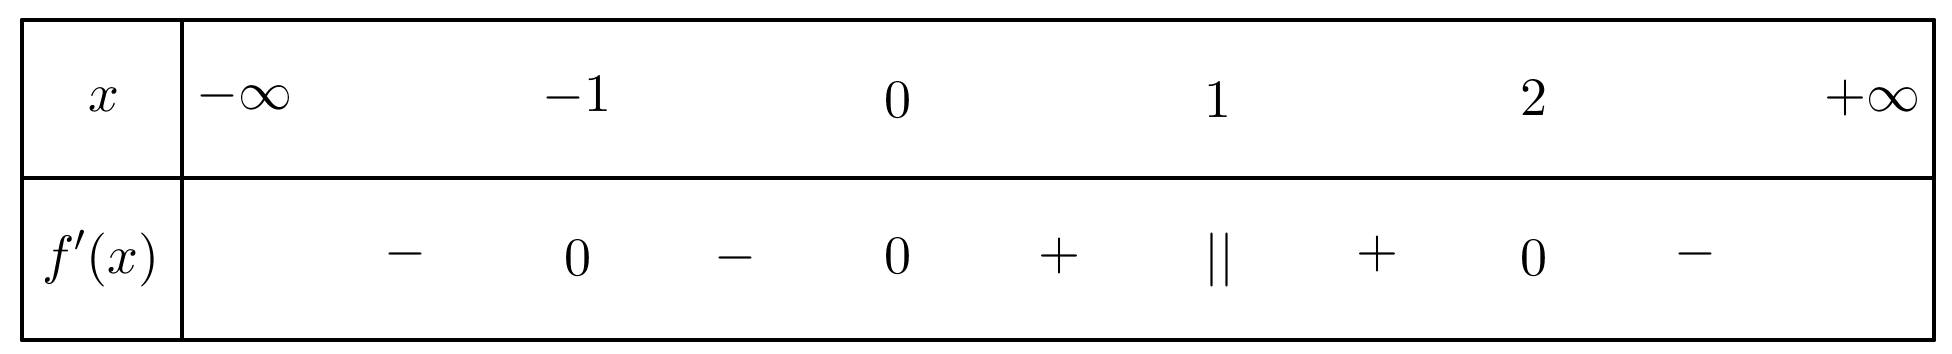 x −∞ −1 0 1 2 +∞
f′(x) − 0 − 0 + || + 0 −